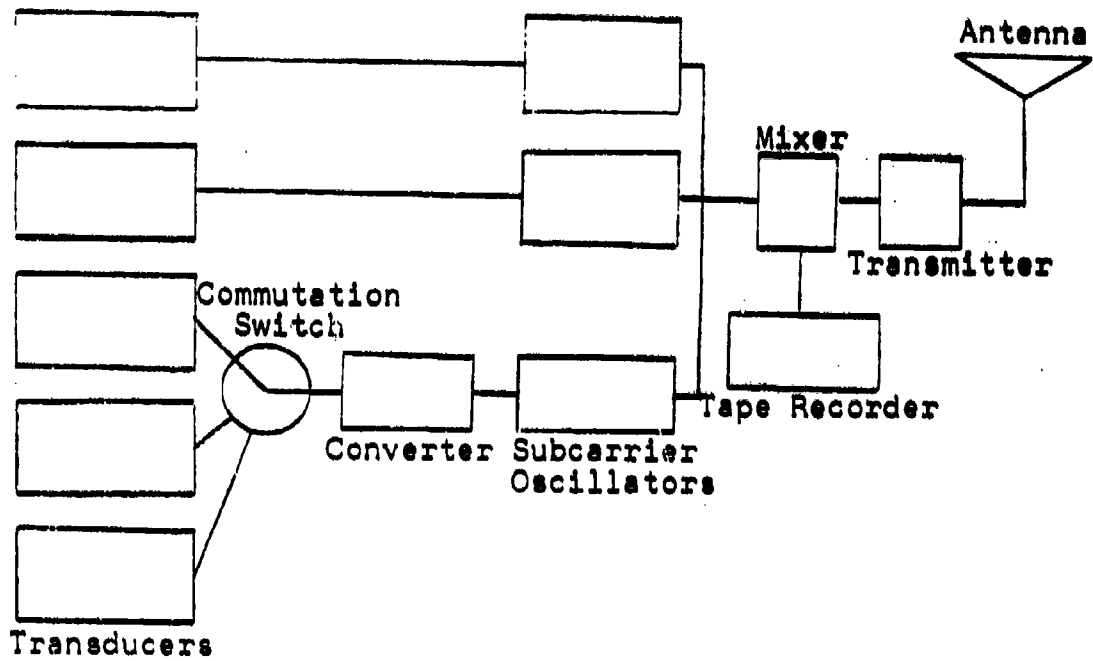 Antenna
Mixer
Transmitter
Commutation
Switch
Tape Recorder
Converter
Subcarrier
Oscillators
Transducers